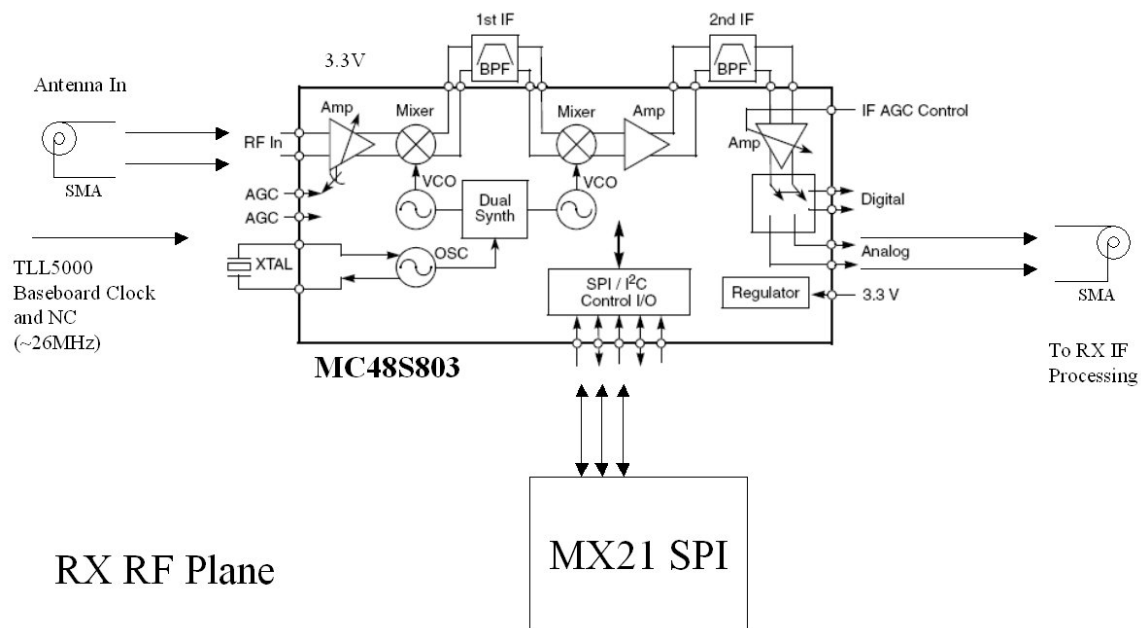 1st IF
2nd IF
3.3V
BPF
BPF
Antenna In
Amp
Mixer
Mixer
Amp
IF AGC Control
RF In
Amp
SMA
AGC
VCO
VCO
Dual
Synth
Digital
AGC
Analog
XTAL
OSC
SPI / I²C
Control I/O
Regulator
3.3 V
SMA
TLL5000
Baseboard Clock
and NC
(~26MHz)
MC48S803
To RX IF
Processing
RX RF Plane
MX21 SPI